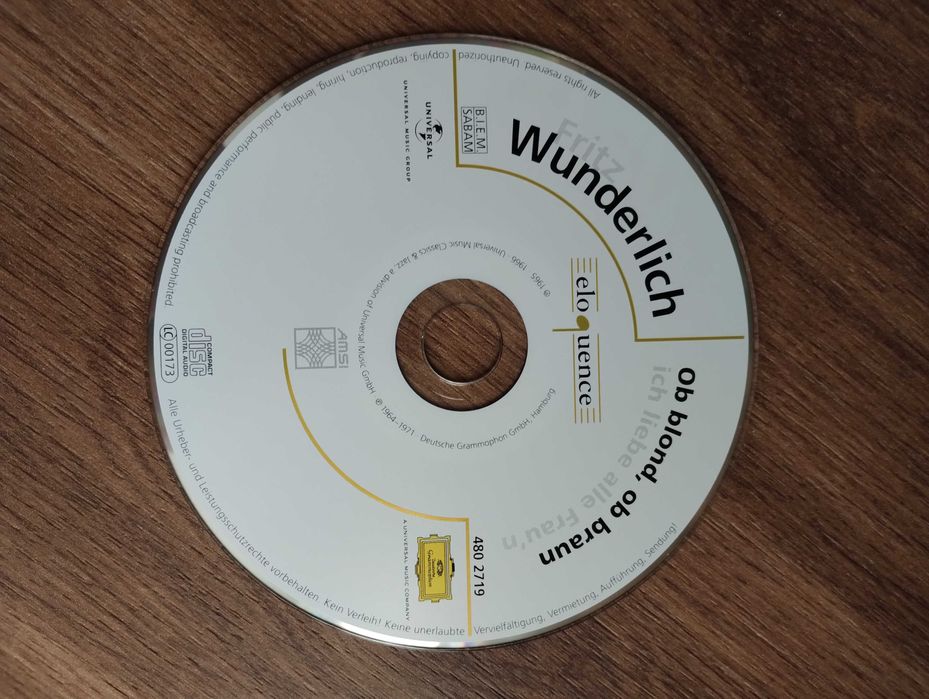 Fritz
Wunderlich
Ob blond, ob braun
ich liebe alle Frau'n
eloquence
B.I.E.M.
SABAM
UNIVERSAL
UNIVERSAL MUSIC GROUP
480 2719
Deutsche
Grammophon
A UNIVERSAL MUSIC COMPANY
AMSI
COMPACT
disc
DIGITAL AUDIO
LC 00173
℗ 1965, 1966 Universal Music Classics & Jazz, a division of Universal Music GmbH ℗ 1964-1971 Deutsche Grammophon GmbH, Hamburg
Alle Urheber- und Leistungsschutzrechte vorbehalten. Kein Verleih! Keine unerlaubte Vervielfältigung, Vermietung, Aufführung, Sendung!
All rights reserved. Unauthorized copying, reproduction, hiring, lending, public performance and broadcasting prohibited